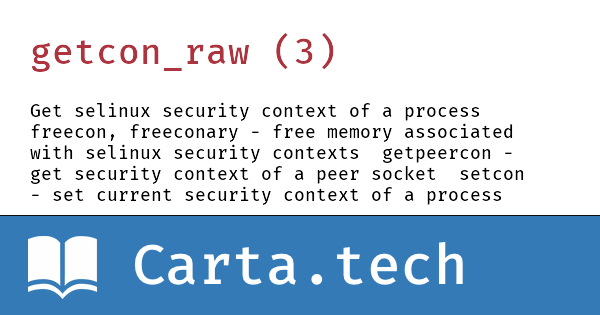 getcon_raw (3)
Get selinux security context of a process
freecon, freeconary - free memory associated
with selinux security contexts  getpeercon -
get security context of a peer socket  setcon
- set current security context of a process
Carta.tech